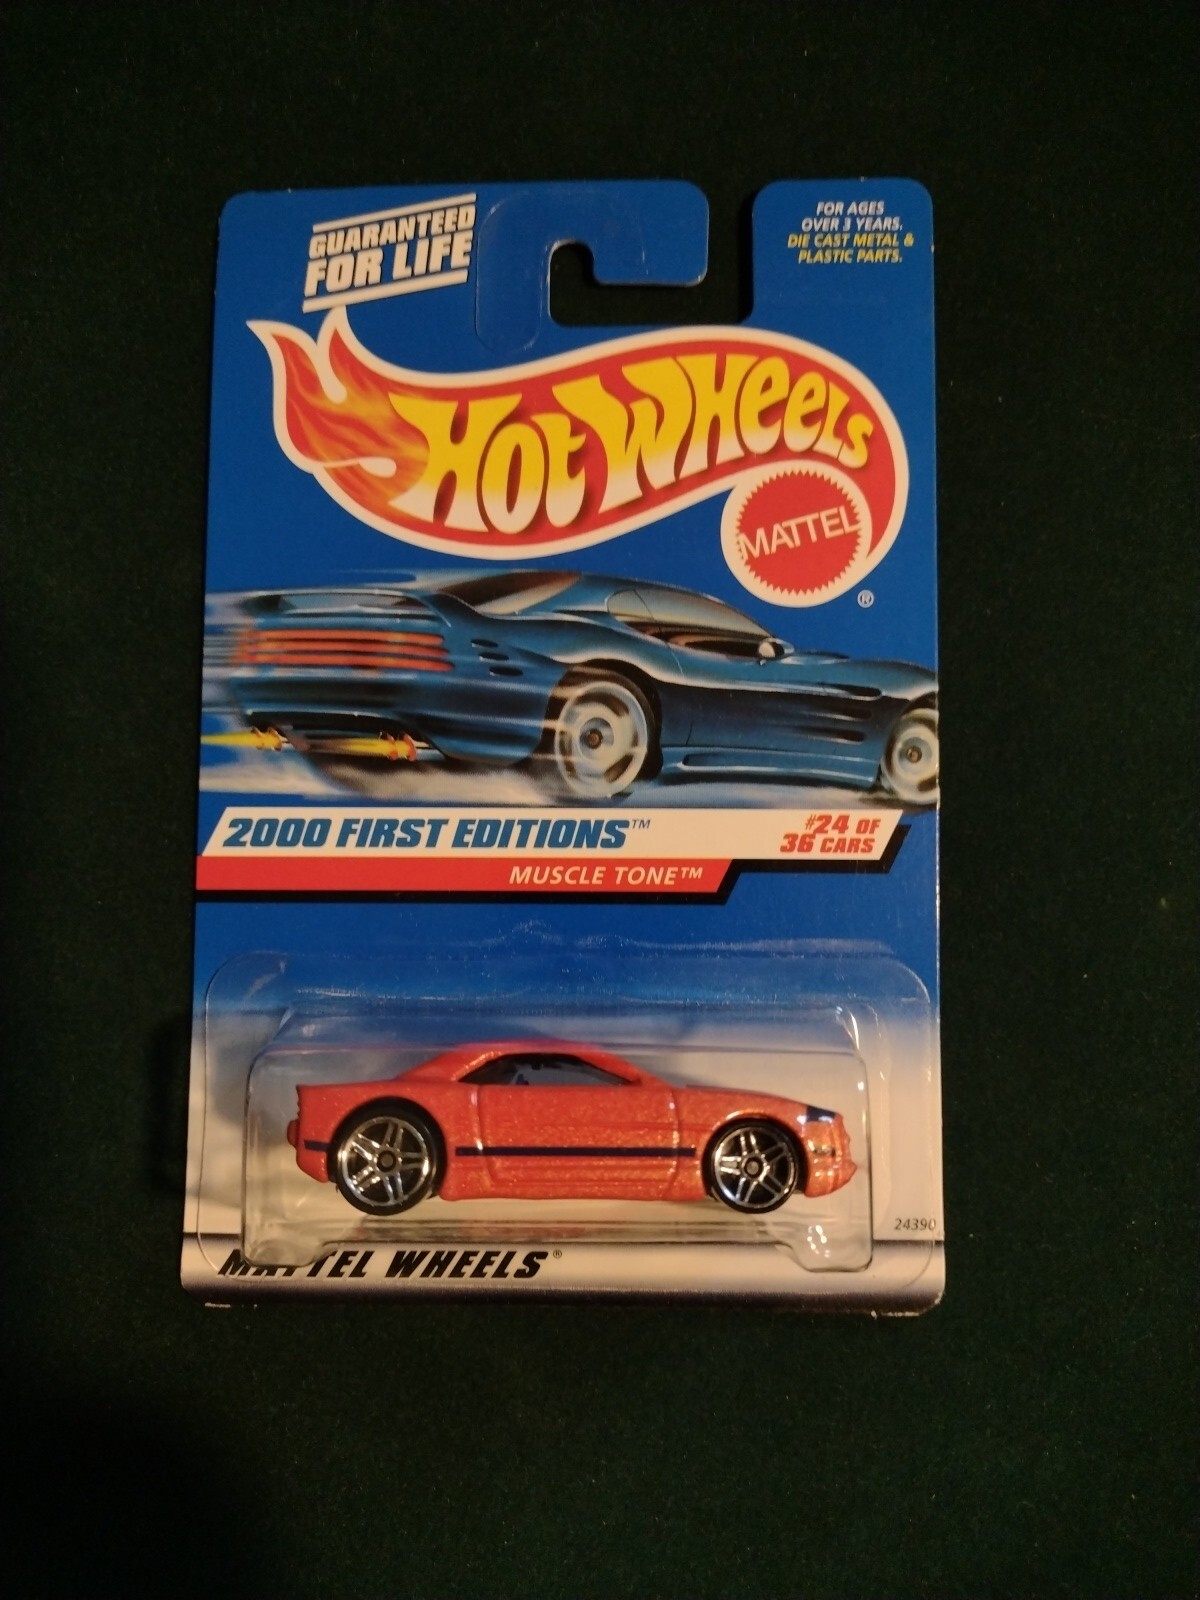 GUARANTEED
FOR LIFE
FOR AGES
OVER 3 YEARS.
DIE CAST METAL &
PLASTIC PARTS.
HOT WHEELS
MATTEL
®
2000 FIRST EDITIONS™
#24 OF
36 CARS
MUSCLE TONE™
24390
MATTEL WHEELS®